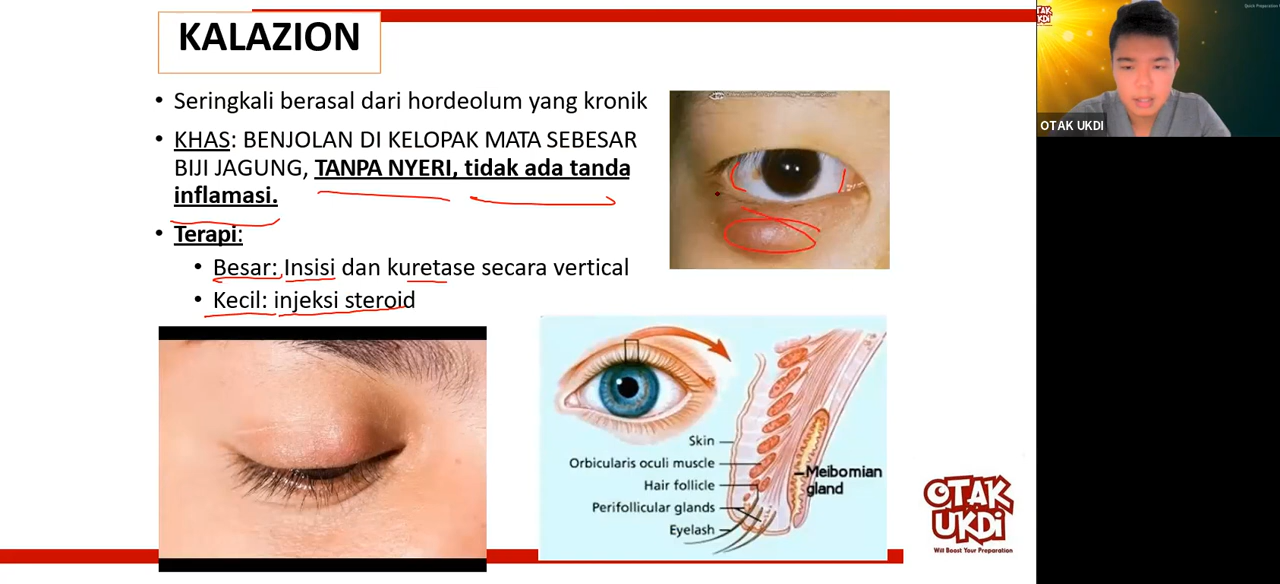 KALAZION
• Seringkali berasal dari hordeolum yang kronik
• KHAS: BENJOLAN DI KELOPAK MATA SEBESAR
BIJI JAGUNG, TANPA NYERI, tidak ada tanda
inflamasi.
• Terapi:
• Besar: Insisi dan kuretase secara vertical
• Kecil: injeksi steroid
Skin
Orbicularis oculi muscle
Hair follicle
Perifollicular glands
Eyelash
Meibomian
gland
OTAK
UKDI
Will Boost Your Preparation
TAK
UKDI
OTAK UKDI